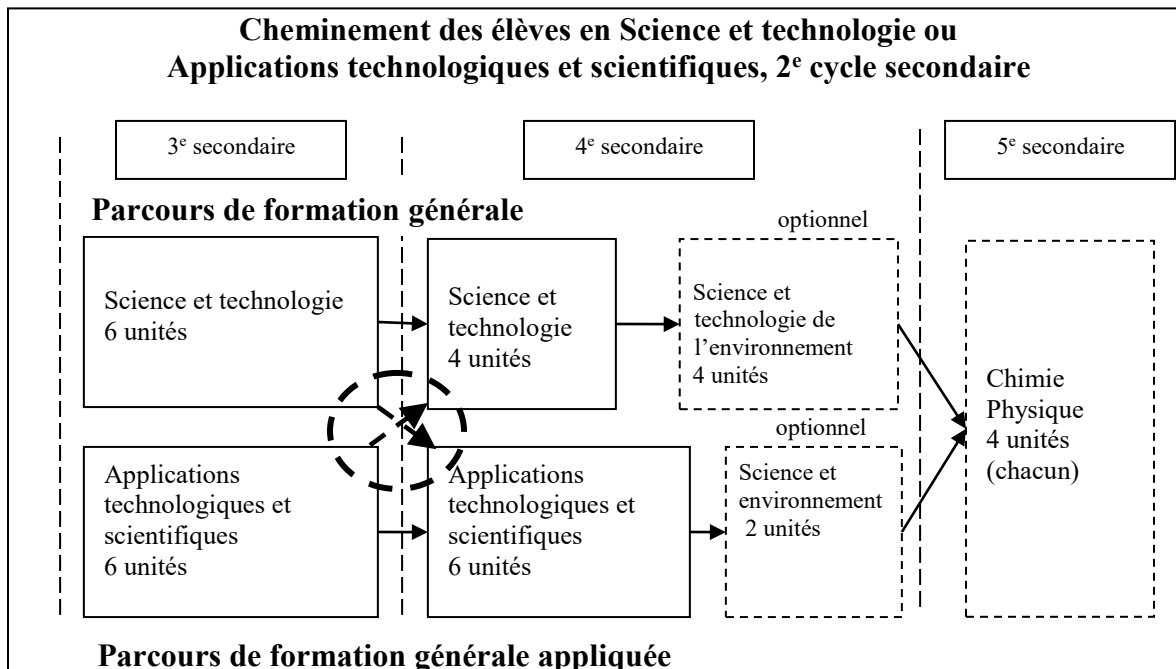 Cheminement des élèves en Science et technologie ou
Applications technologiques et scientifiques, 2e cycle secondaire
3e secondaire
4e secondaire
5e secondaire
Parcours de formation générale
optionnel
Science et technologie
6 unités
Science et
technologie
4 unités
Science et
technologie de
l’environnement
4 unités
Chimie
Physique
4 unités
(chacun)
optionnel
Applications
technologiques et
scientifiques
6 unités
Applications
technologiques et
scientifiques
6 unités
Science et
environnement
2 unités
Parcours de formation générale appliquée